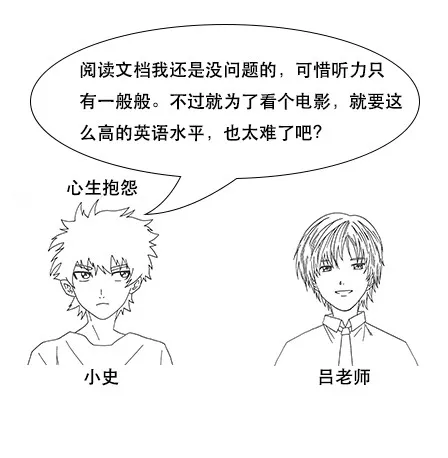 阅读文档我还是没问题的，可惜听力只
有一般般。不过就为了看个电影，就要这
么高的英语水平，也太难了吧？
心生抱怨
小史
吕老师